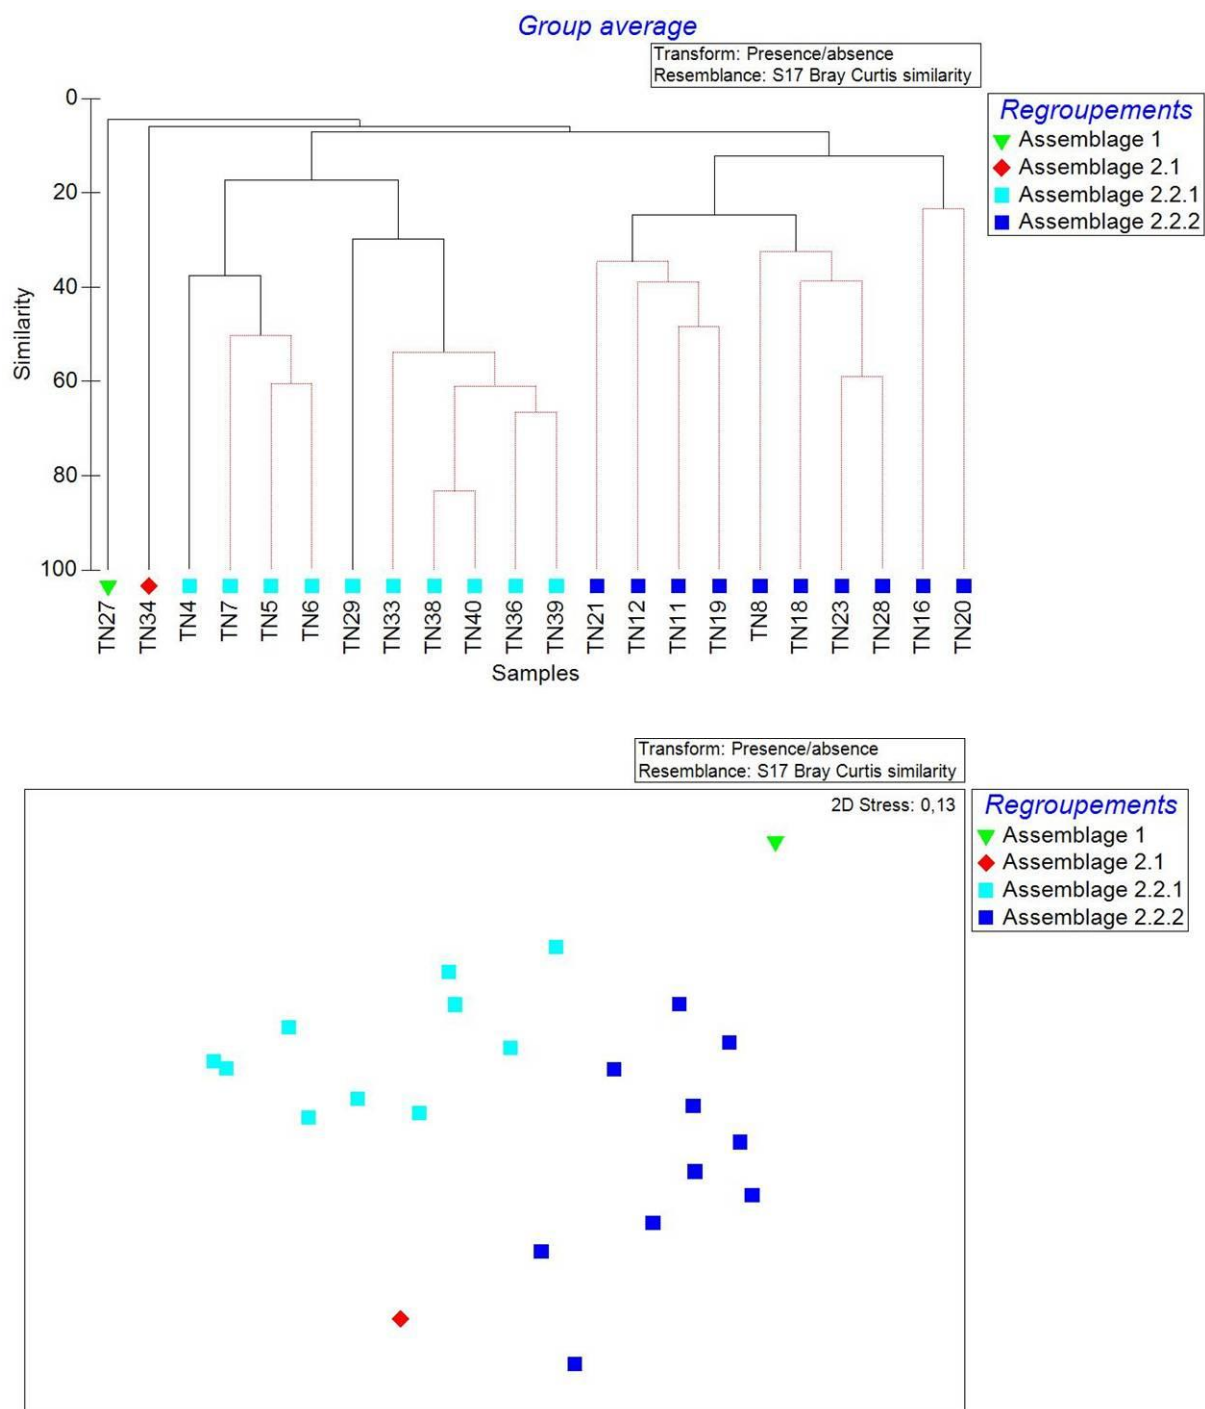 Group average
Transform: Presence/absence
Resemblance: S17 Bray Curtis similarity
Regroupements
Assemblage 1
Assemblage 2.1
Assemblage 2.2.1
Assemblage 2.2.2
0
20
40
60
80
100
Similarity
TN27
TN34
TN4
TN7
TN5
TN6
TN29
TN33
TN38
TN40
TN36
TN39
TN21
TN12
TN11
TN19
TN8
TN18
TN23
TN28
TN16
TN20
Samples
Transform: Presence/absence
Resemblance: S17 Bray Curtis similarity
2D Stress: 0,13
Regroupements
Assemblage 1
Assemblage 2.1
Assemblage 2.2.1
Assemblage 2.2.2